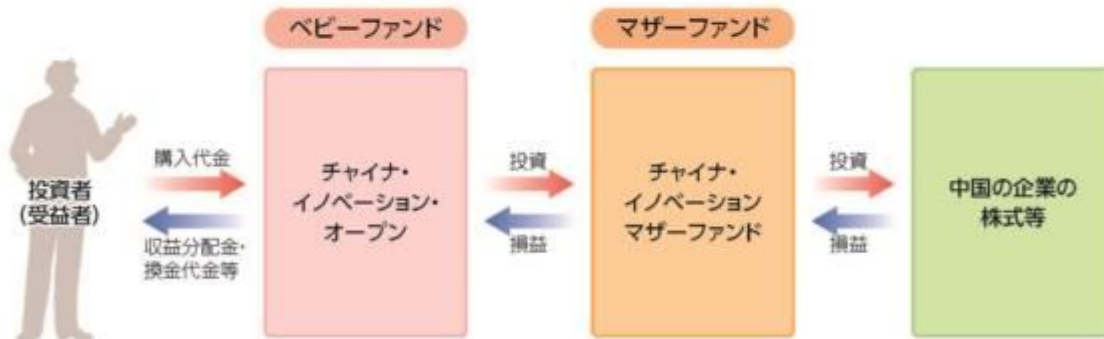 ベビーファンド
マザーファンド
投資者
(受益者)
購入代金
収益分配金・
換金代金等
チャイナ・
イノベーション・
オープン
投資
損益
チャイナ・
イノベーション
マザーファンド
投資
損益
中国の企業の
株式等